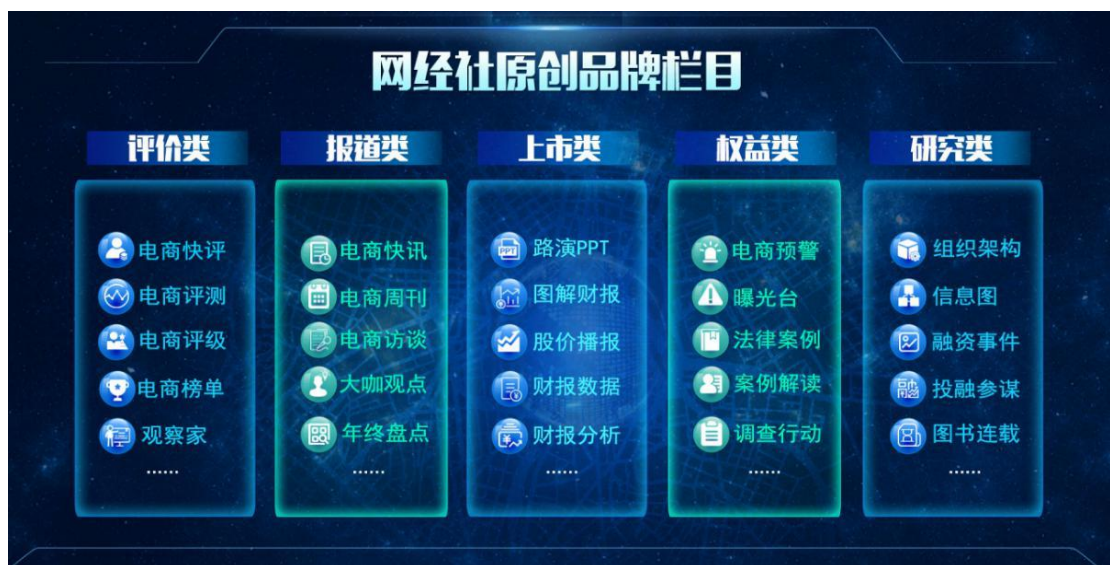 网经社原创品牌栏目
评价类
电商快评
电商评测
电商评级
电商榜单
观察家
······
报道类
电商快讯
电商周刊
电商访谈
大咖观点
年终盘点
······
上市类
PPT
路演PPT
图解财报
股价播报
财报数据
财报分析
······
权益类
电商预警
曝光台
法律案例
案例解读
调查行动
······
研究类
组织架构
信息图
融资事件
融
投融参谋
图书连载
······